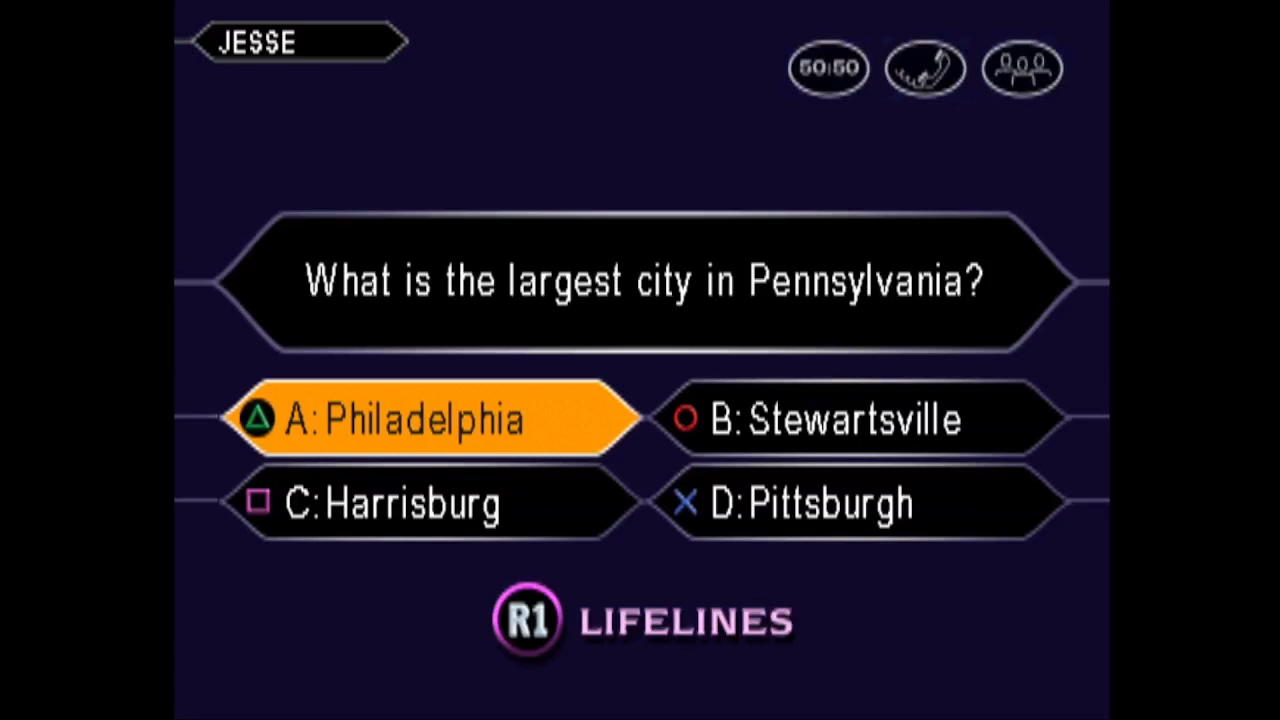 JESSE
50:50
What is the largest city in Pennsylvania?
A: Philadelphia
B: Stewartsville
C: Harrisburg
D: Pittsburgh
R1 LIFELINES